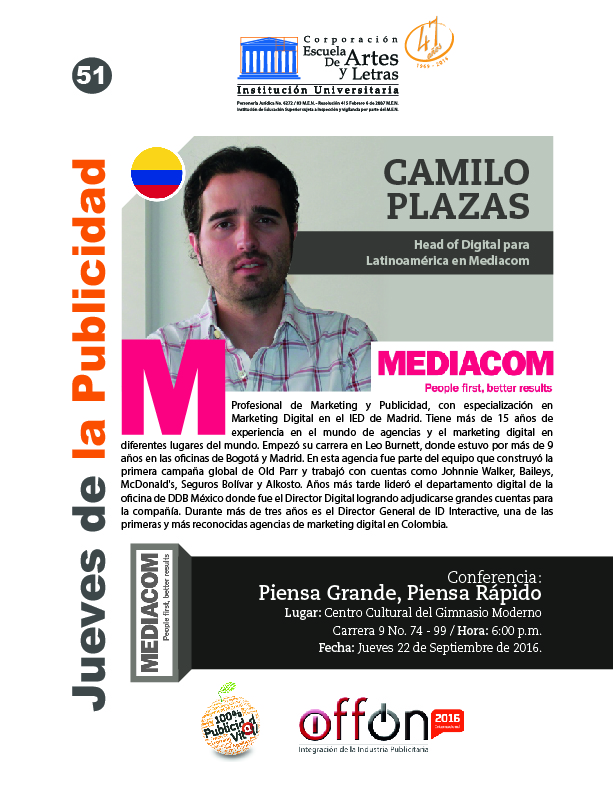 Corporación
Escuela
De Artes
y Letras
Institución Universitaria
Personería Jurídica No. 4272 / 83 M.E.N. - Resolución 415 Febrero 6 de 2007 M.E.N.
Institución de Educación Superior sujeta a Inspección y Vigilancia por parte del M.E.N.
47 años
1969 - 2016
51
Jueves de la Publicidad
CAMILO
PLAZAS
Head of Digital para
Latinoamérica en Mediacom
M
MEDIACOM
People first, better results
Profesional de Marketing y Publicidad, con especialización en
Marketing Digital en el IED de Madrid. Tiene más de 15 años de
experiencia en el mundo de agencias y el marketing digital en
diferentes lugares del mundo. Empezó su carrera en Leo Burnett, donde estuvo por más de 9
años en las oficinas de Bogotá y Madrid. En esta agencia fue parte del equipo que construyó la
primera campaña global de Old Parr y trabajó con cuentas como Johnnie Walker, Baileys,
McDonald's, Seguros Bolívar y Alkosto. Años más tarde lideró el departamento digital de la
oficina de DDB México donde fue el Director Digital logrando adjudicarse grandes cuentas para
la compañía. Durante más de tres años es el Director General de ID Interactive, una de las
primeras y más reconocidas agencias de marketing digital en Colombia.
MEDIACOM
People first, better results
Conferencia:
Piensa Grande, Piensa Rápido
Lugar: Centro Cultural del Gimnasio Moderno
Carrera 9 No. 74 - 99 / Hora: 6:00 p.m.
Fecha: Jueves 22 de Septiembre de 2016.
100%
Publicidad
Vital
offon
2016
Internacional
Integración de la Industria Publicitaria